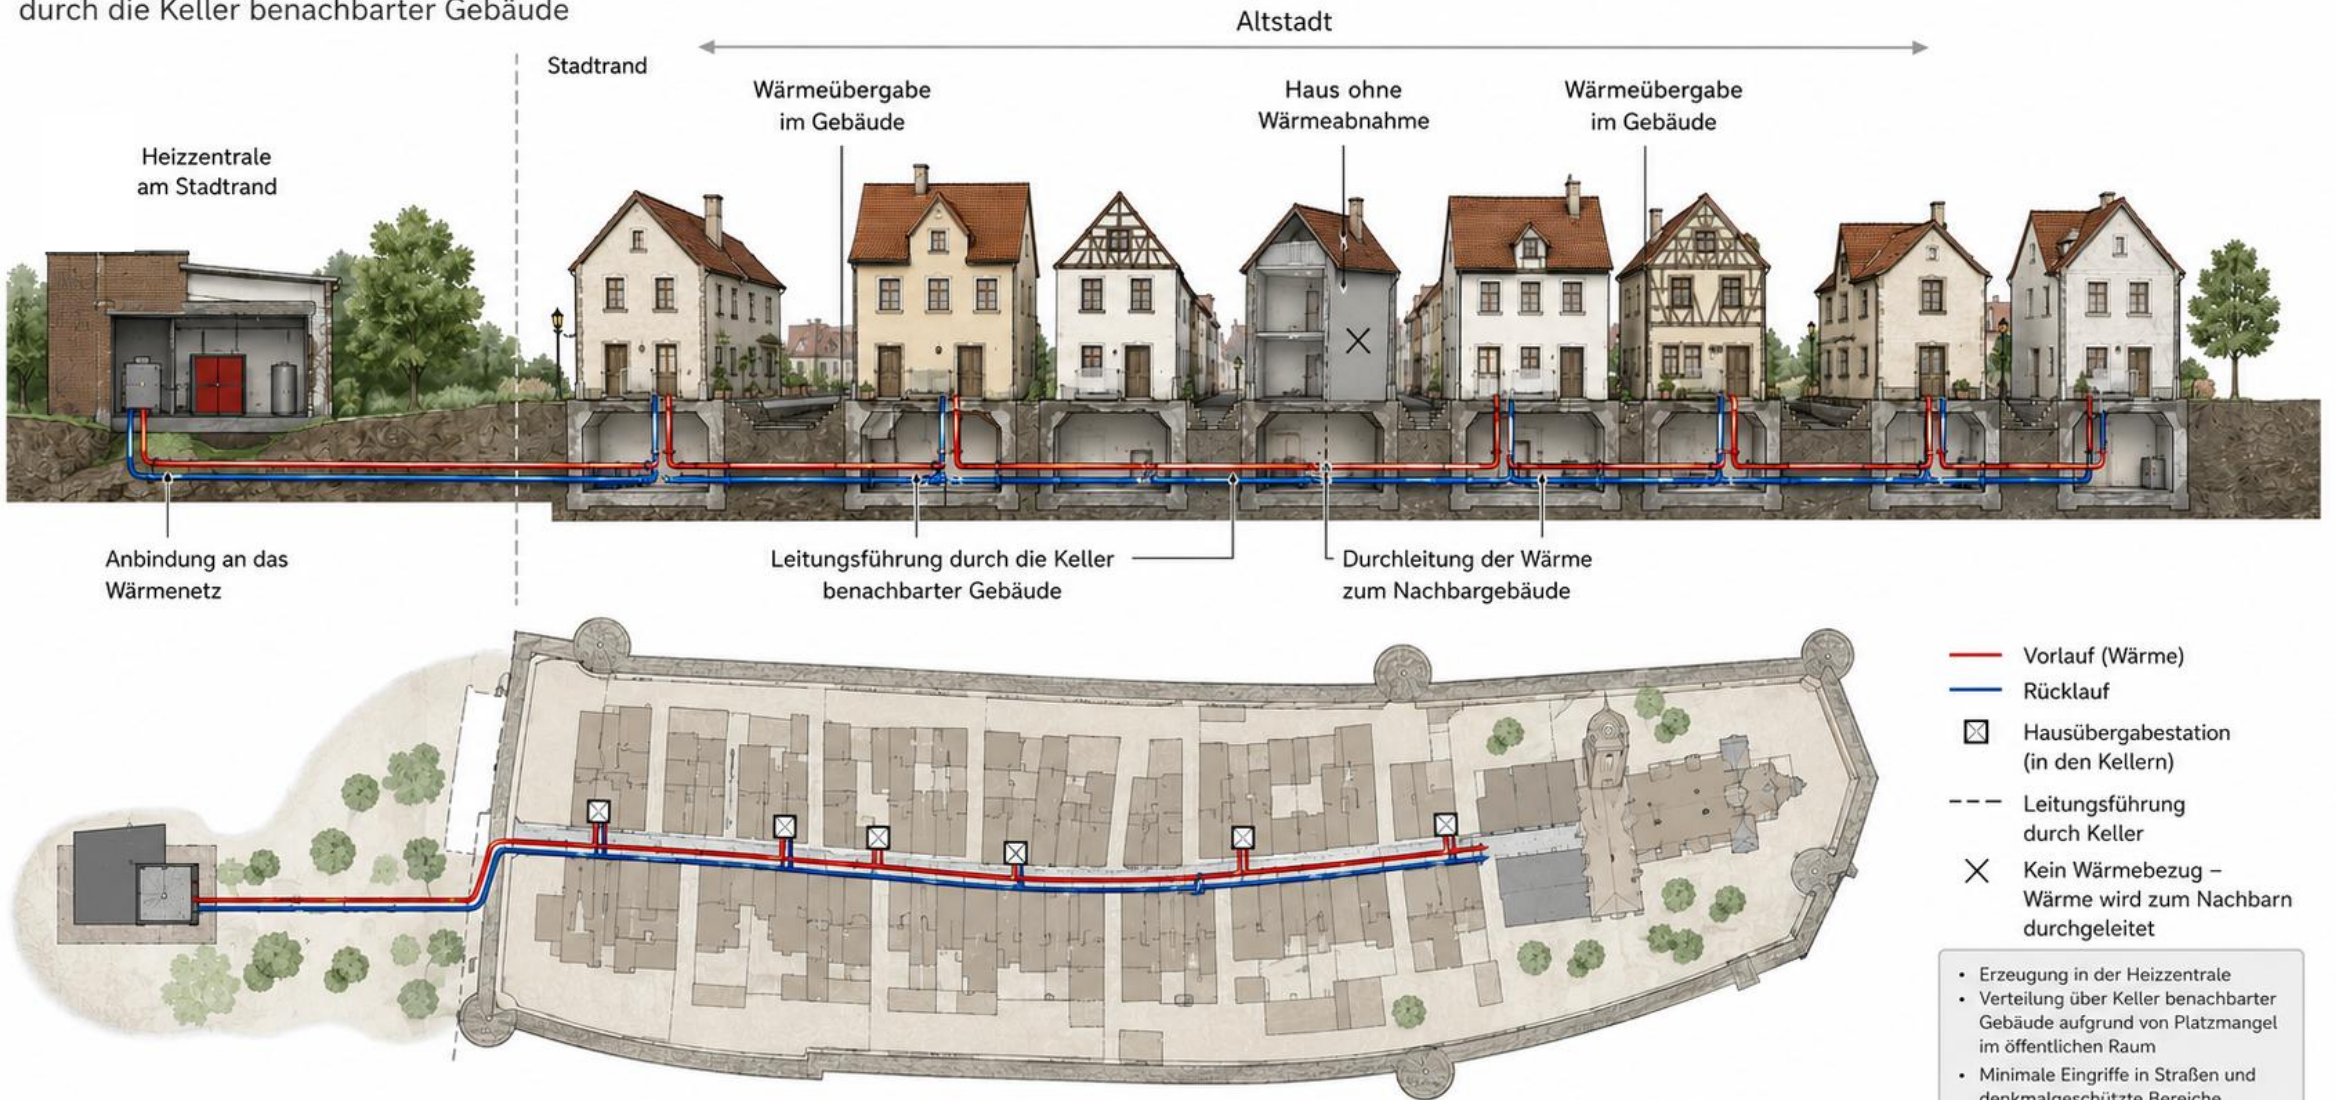 durch die Keller benachbarter Gebäude
Altstadt
Stadtrand
Wärmeübergabe
im Gebäude
Haus ohne
Wärmeabnahme
Wärmeübergabe
im Gebäude
Heizzentrale
am Stadtrand
Anbindung an das
Wärmenetz
Leitungsführung durch die Keller
benachbarter Gebäude
Durchleitung der Wärme
zum Nachbargebäude
Vorlauf (Wärme)
Rücklauf
Hausübergabestation
(in den Kellern)
Leitungsführung
durch Keller
Kein Wärmebezug –
Wärme wird zum Nachbarn
durchgeleitet
• Erzeugung in der Heizzentrale
• Verteilung über Keller benachbarter
Gebäude aufgrund von Platzmangel
im öffentlichen Raum
• Minimale Eingriffe in Straßen und
denkmalgeschützte Bereiche